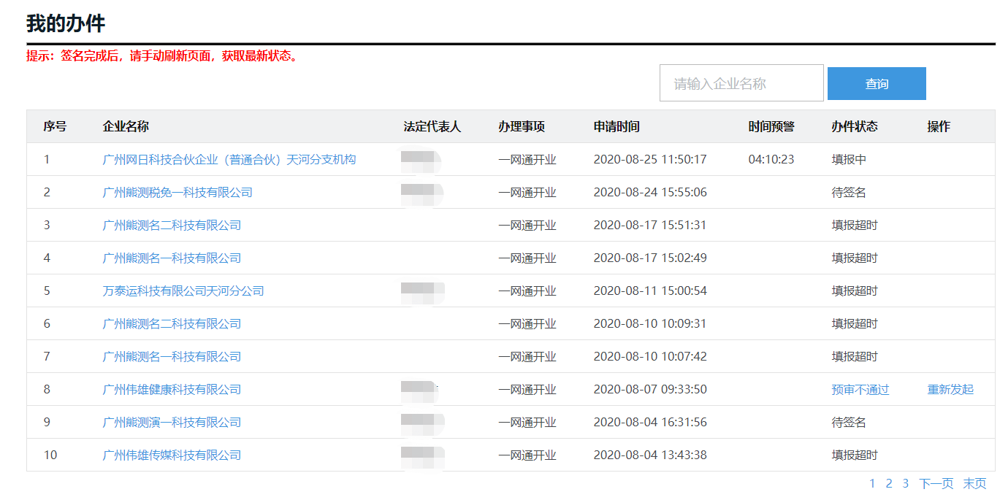 我的办件
提示：签名完成后，请手动刷新页面，获取最新状态。
请输入企业名称 查询
序号 企业名称 法定代表人 办理事项 申请时间 时间预警 办件状态 操作
1 广州网日科技合伙企业（普通合伙）天河分支机构 一网通开业 2020-08-25 11:50:17 04:10:23 填报中
2 广州熊测税免一科技有限公司 一网通开业 2020-08-24 15:55:06 待签名
3 广州熊测名二科技有限公司 一网通开业 2020-08-17 15:51:31 填报超时
4 广州熊测名一科技有限公司 一网通开业 2020-08-17 15:02:49 填报超时
5 万泰运科技有限公司天河分公司 一网通开业 2020-08-11 15:00:54 填报超时
6 广州熊测名二科技有限公司 一网通开业 2020-08-10 10:09:31 填报超时
7 广州熊测名一科技有限公司 一网通开业 2020-08-10 10:07:42 填报超时
8 广州伟雄健康科技有限公司 一网通开业 2020-08-07 09:33:50 预审不通过 重新发起
9 广州熊测演一科技有限公司 一网通开业 2020-08-04 16:31:56 待签名
10 广州伟雄传媒科技有限公司 一网通开业 2020-08-04 13:43:38 填报超时
1 2 3 下一页 末页